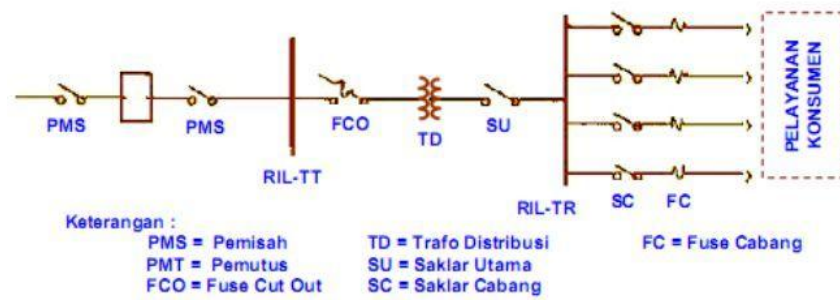 PMS
PMS
FCO
TD
SU
RIL-TT
RIL-TR
SC
FC
PELAYANAN
KONSUMEN
Keterangan :
PMS = Pemisah
PMT = Pemutus
FCO = Fuse Cut Out
TD = Trafo Distribusi
SU = Saklar Utama
SC = Saklar Cabang
FC = Fuse Cabang